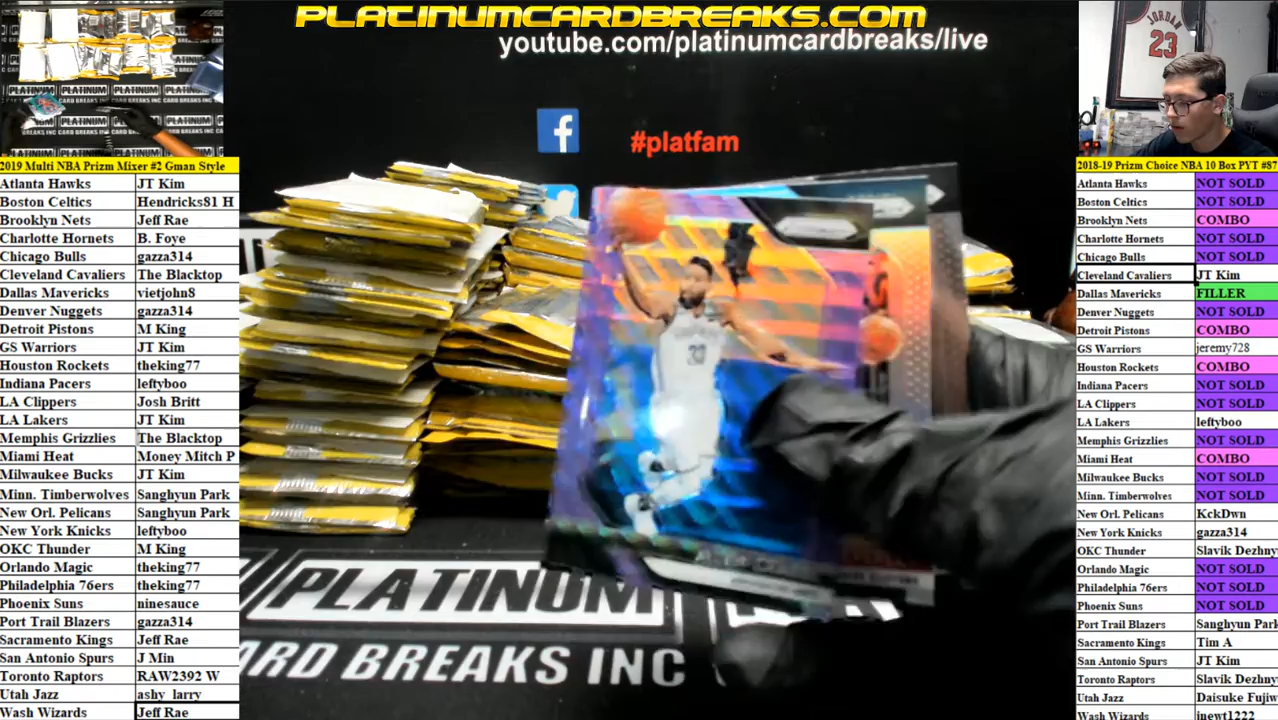 PLATINUMCARDBREAKS.COM
youtube.com/platinumcardbreaks/live
#platfam
JORDAN
23
2019 Multi NBA Prizm Mixer #2 Gman Style
Atlanta Hawks JT Kim
Boston Celtics Hendricks81 H
Brooklyn Nets Jeff Rae
Charlotte Hornets B. Foye
Chicago Bulls gazza314
Cleveland Cavaliers The Blacktop
Dallas Mavericks vietjohn8
Denver Nuggets gazza314
Detroit Pistons M King
GS Warriors JT Kim
Houston Rockets theking77
Indiana Pacers leftyboo
LA Clippers Josh Britt
LA Lakers JT Kim
Memphis Grizzlies The Blacktop
Miami Heat Money Mitch P
Milwaukee Bucks JT Kim
Minn. Timberwolves Sanghyun Park
New Orl. Pelicans Sanghyun Park
New York Knicks leftyboo
OKC Thunder M King
Orlando Magic theking77
Philadelphia 76ers theking77
Phoenix Suns ninesauce
Port Trail Blazers gazza314
Sacramento Kings Jeff Rae
San Antonio Spurs J Min
Toronto Raptors RAW2392 W
Utah Jazz ashy_larry
Wash Wizards Jeff Rae
2018-19 Prizm Choice NBA 10 Box PYT #87
Atlanta Hawks NOT SOLD
Boston Celtics NOT SOLD
Brooklyn Nets COMBO
Charlotte Hornets NOT SOLD
Chicago Bulls NOT SOLD
Cleveland Cavaliers JT Kim
Dallas Mavericks FILLER
Denver Nuggets NOT SOLD
Detroit Pistons COMBO
GS Warriors jeremy728
Houston Rockets COMBO
Indiana Pacers NOT SOLD
LA Clippers NOT SOLD
LA Lakers leftyboo
Memphis Grizzlies NOT SOLD
Miami Heat COMBO
Milwaukee Bucks NOT SOLD
Minn. Timberwolves NOT SOLD
New Orl. Pelicans KckDwn
New York Knicks gazza314
OKC Thunder Slavik Dezhny
Orlando Magic NOT SOLD
Philadelphia 76ers NOT SOLD
Phoenix Suns NOT SOLD
Port Trail Blazers Sanghyun Park
Sacramento Kings Tim A
San Antonio Spurs JT Kim
Toronto Raptors Slavik Dezhny
Utah Jazz Daisuke Fujiw
Wash Wizards inewt1222
PLATINUM
CARD BREAKS INC
PLATINUM
ARD BREAKS INC